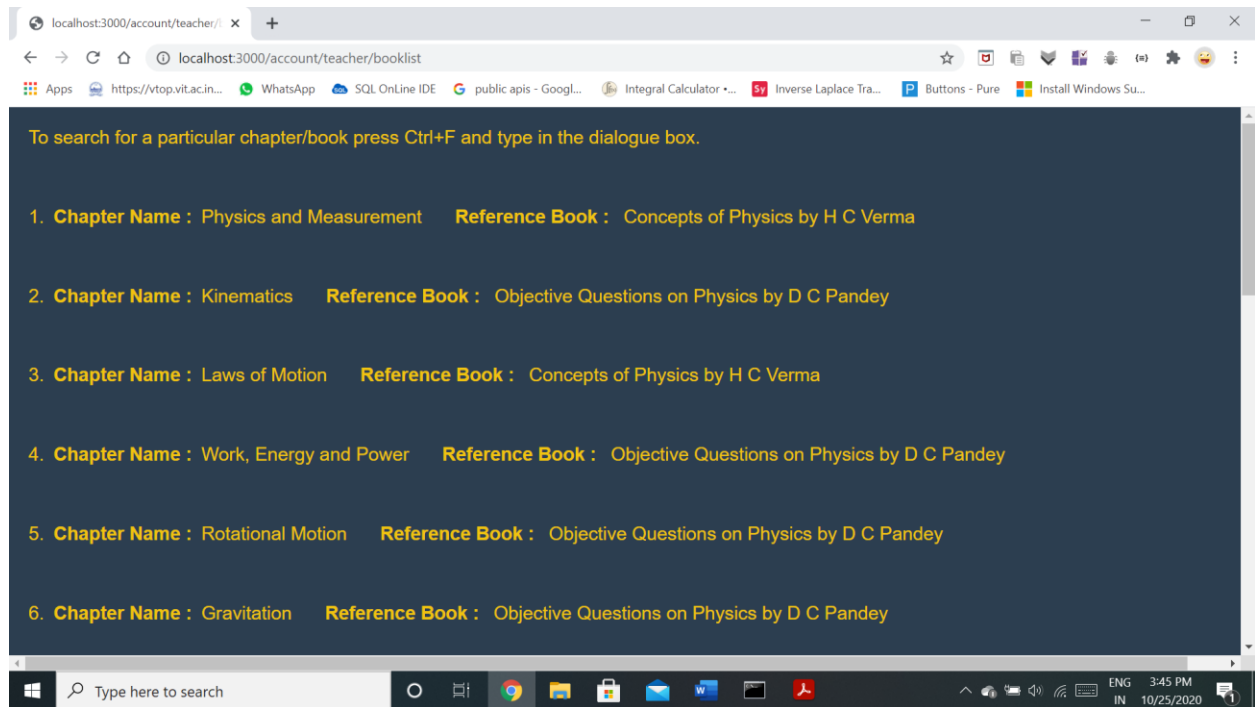 localhost:3000/account/teacher/
localhost:3000/account/teacher/booklist
Apps https://vtop.vit.ac.in... WhatsApp SQL OnLine IDE public apis - Googl... Integral Calculator •... Sy Inverse Laplace Tra... P Buttons - Pure Install Windows Su...
To search for a particular chapter/book press Ctrl+F and type in the dialogue box.
1. Chapter Name : Physics and Measurement Reference Book : Concepts of Physics by H C Verma
2. Chapter Name : Kinematics Reference Book : Objective Questions on Physics by D C Pandey
3. Chapter Name : Laws of Motion Reference Book : Concepts of Physics by H C Verma
4. Chapter Name : Work, Energy and Power Reference Book : Objective Questions on Physics by D C Pandey
5. Chapter Name : Rotational Motion Reference Book : Objective Questions on Physics by D C Pandey
6. Chapter Name : Gravitation Reference Book : Objective Questions on Physics by D C Pandey
Type here to search ENG 3:45 PM
IN 10/25/2020 1